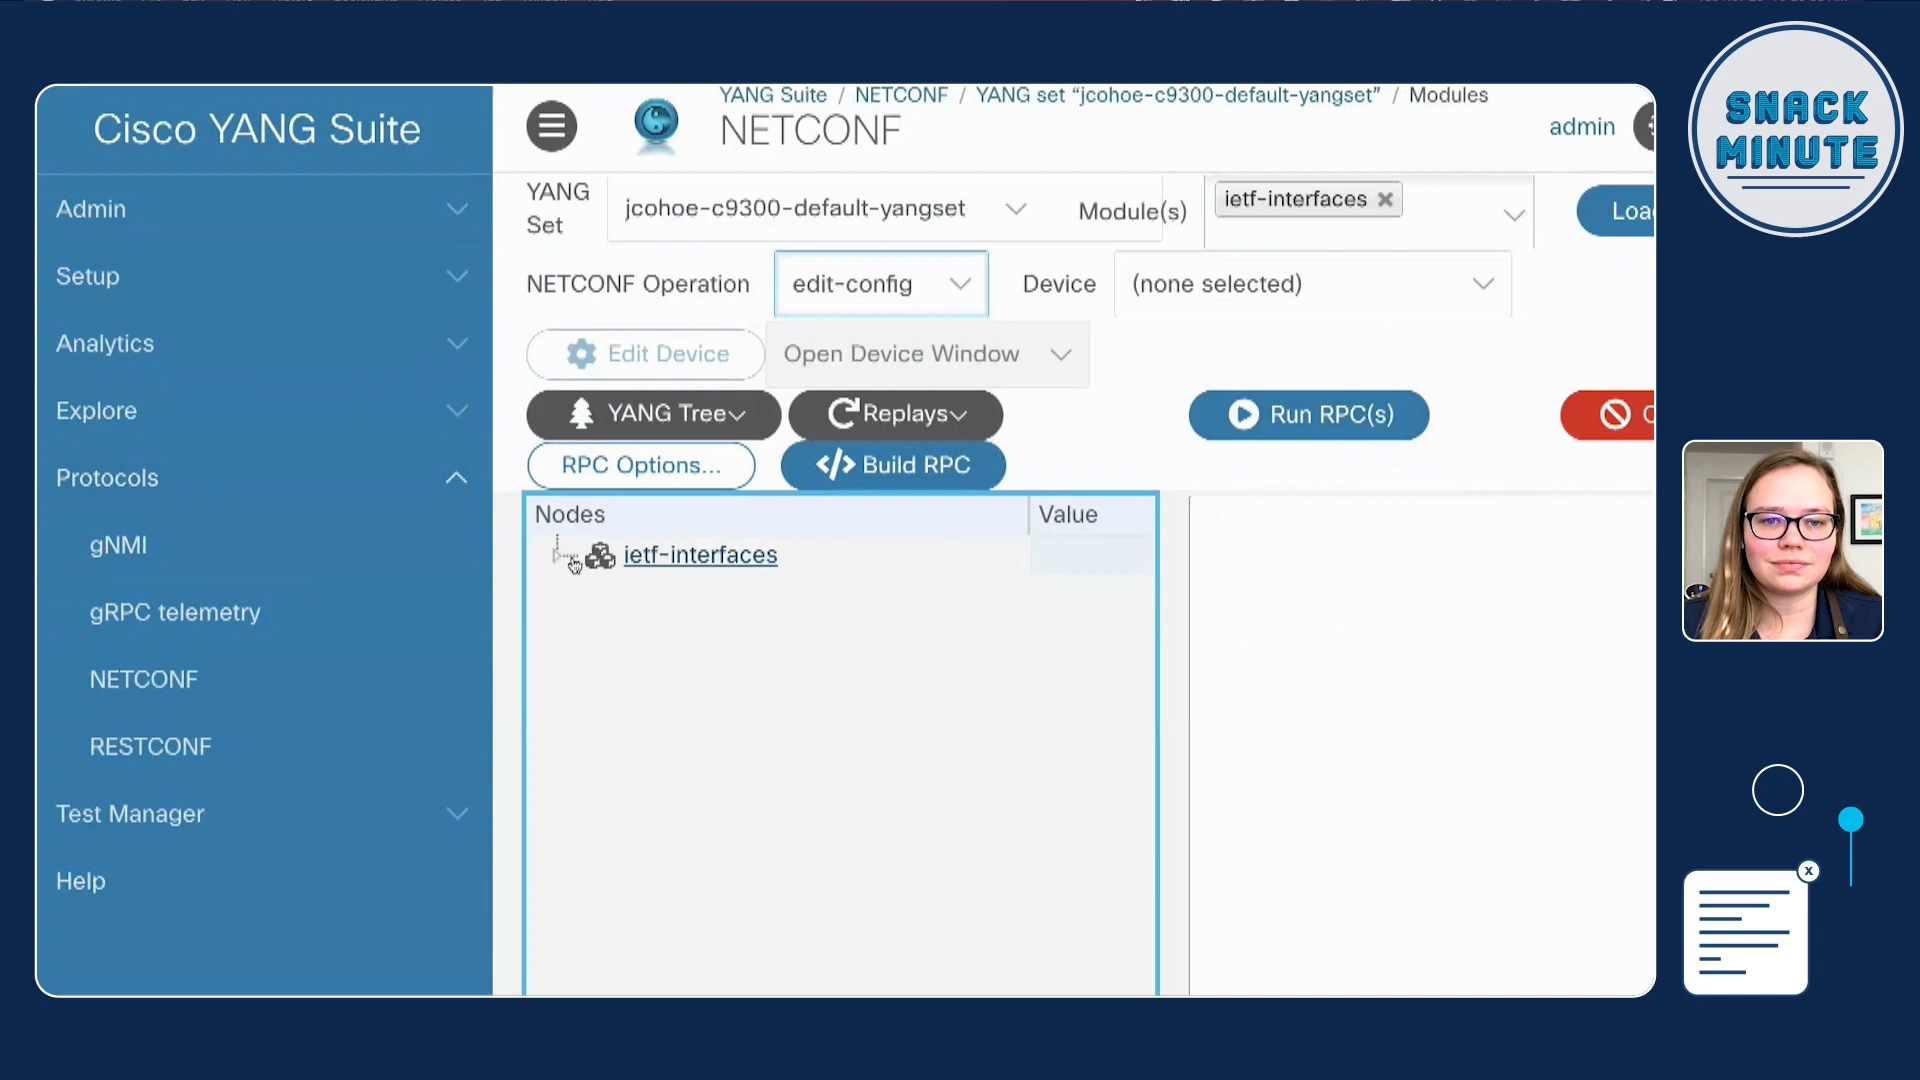 Cisco YANG Suite
Admin
Setup
Analytics
Explore
Protocols
gNMI
gRPC telemetry
NETCONF
RESTCONF
Test Manager
Help
YANG Suite / NETCONF / YANG set “jcohoe-c9300-default-yangset” / Modules
NETCONF
admin
YANG Set
jcohoe-c9300-default-yangset
Module(s)
ietf-interfaces
Loa
NETCONF Operation
edit-config
Device
(none selected)
Edit Device
Open Device Window
YANG Tree
Replays
Run RPC(s)
C
RPC Options...
</> Build RPC
Nodes
Value
ietf-interfaces
SNACK
MINUTE
x